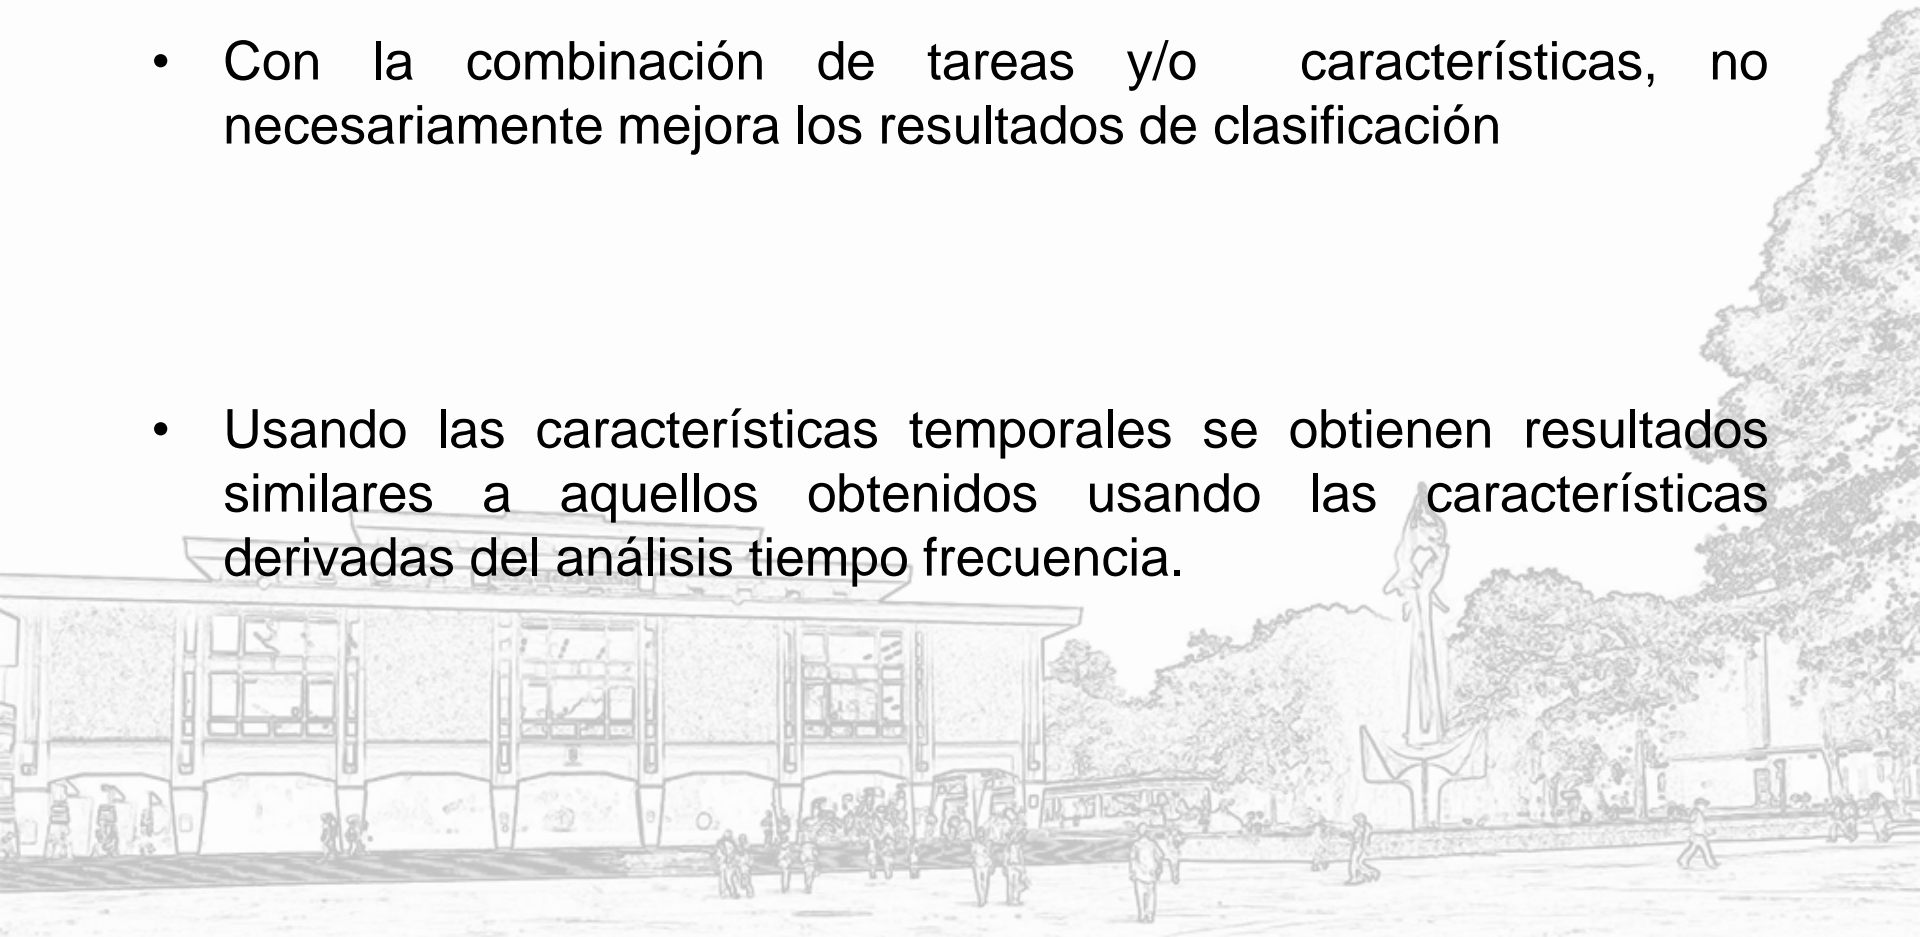 • Con la combinación de tareas y/o características, no
necesariamente mejora los resultados de clasificación
• Usando las características temporales se obtienen resultados
similares a aquellos obtenidos usando las características
derivadas del análisis tiempo frecuencia.